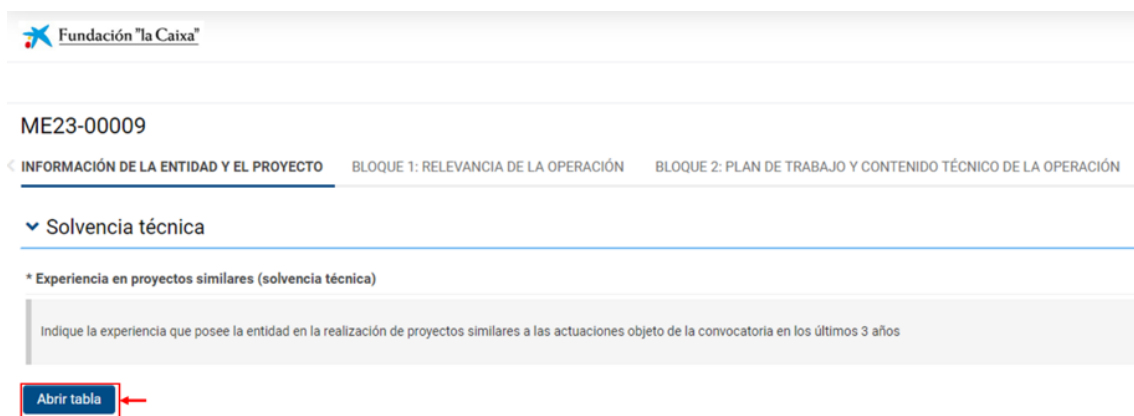 Fundación "la Caixa"
ME23-00009
INFORMACIÓN DE LA ENTIDAD Y EL PROYECTO BLOQUE 1: RELEVANCIA DE LA OPERACIÓN BLOQUE 2: PLAN DE TRABAJO Y CONTENIDO TÉCNICO DE LA OPERACIÓN
Solvencia técnica
* Experiencia en proyectos similares (solvencia técnica)
Indique la experiencia que posee la entidad en la realización de proyectos similares a las actuaciones objeto de la convocatoria en los últimos 3 años
Abrir tabla